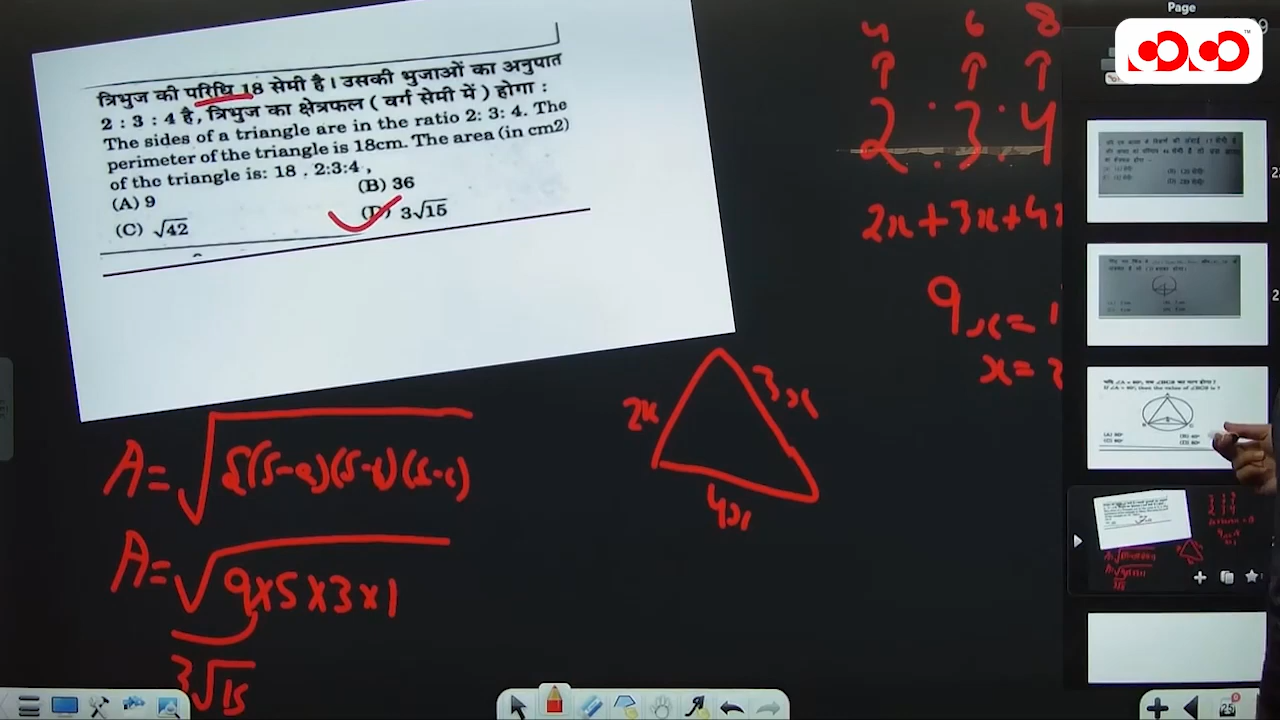 त्रिभुज की परिधि 18 सेमी है । उसकी भुजाओं का अनुपात
2 : 3 : 4 है, त्रिभुज का क्षेत्रफल ( वर्ग सेमी में ) होगा :
The sides of a triangle are in the ratio 2: 3: 4. The
perimeter of the triangle is 18cm. The area (in cm2)
of the triangle is: 18 . 2:3:4 ,
(A) 9
(B) 36
(C) √42
(D) 3√15
4 6 8
2 : 3 : 4
2x+3x+4x
9x = 1
x = 2
2x
3x
4x
A = √s(s-a)(s-b)(s-c)
A = √9×5×3×1
3√15
Page